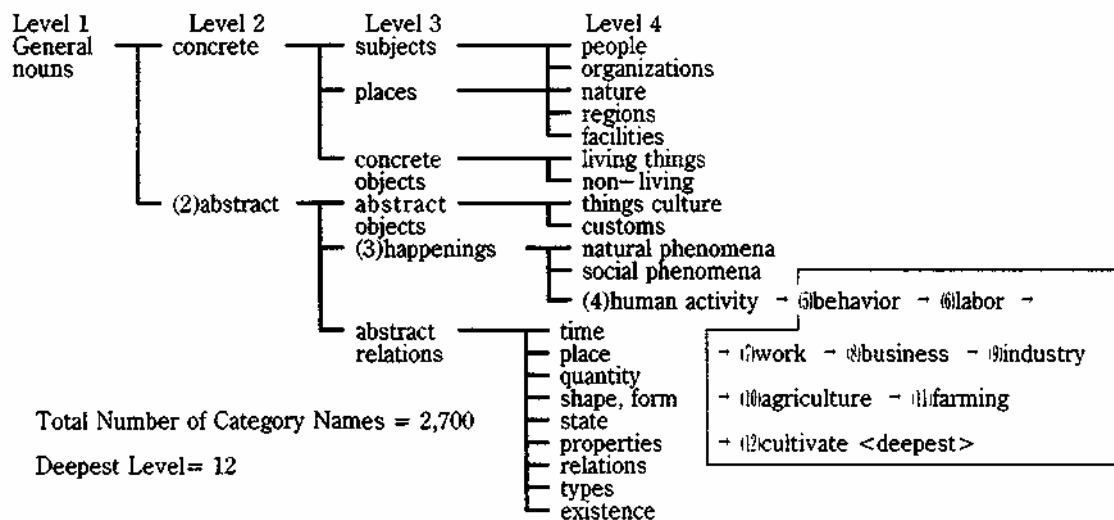 Level 1 Level 2 Level 3 Level 4
General concrete subjects people
nouns organizations
places nature
regions
facilities
concrete living things
objects non-living
(2)abstract abstract things culture
objects customs
(3)happenings natural phenomena
social phenomena
(4)human activity → (5)behavior → (6)labor →
abstract time
relations place → (7)work → (8)business → (9)industry
quantity
shape, form → (10)agriculture → (11)farming
Total Number of Category Names = 2,700 state
properties → (12)cultivate <deepest>
Deepest Level= 12 relations
types
existence